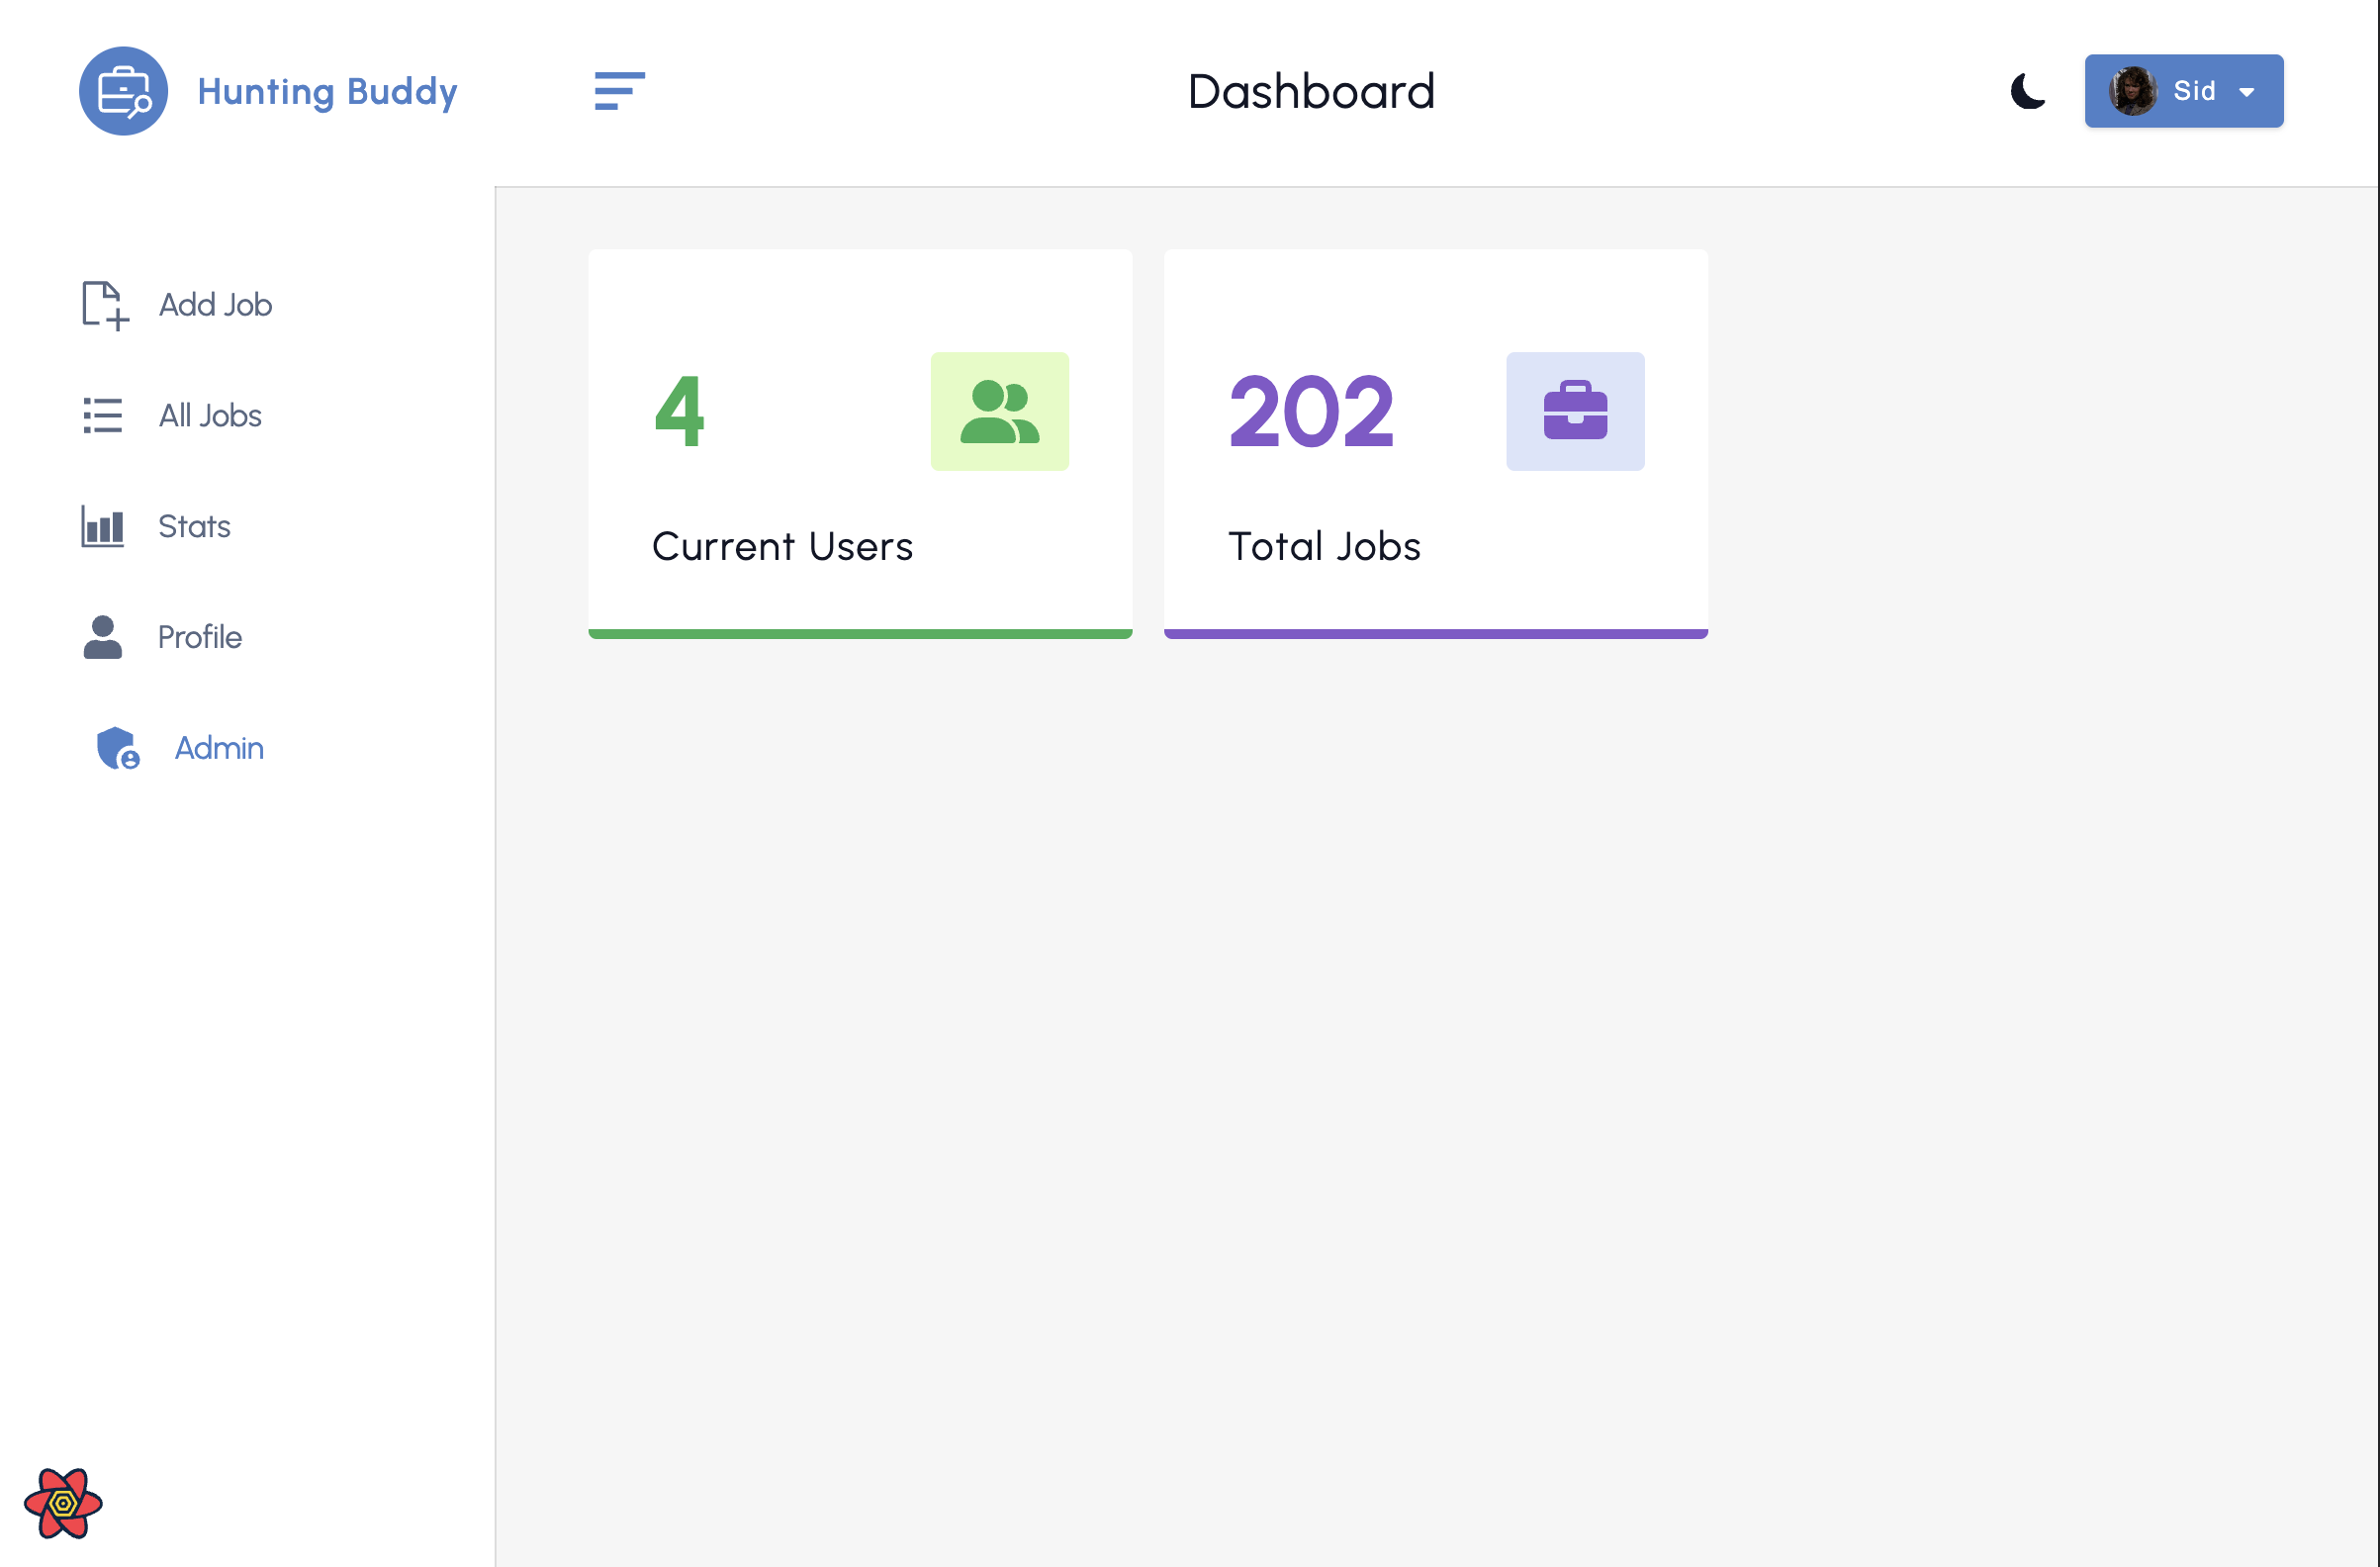 Hunting Buddy
Dashboard
Sid
Add Job
All Jobs
Stats
Profile
Admin
4
Current Users
202
Total Jobs